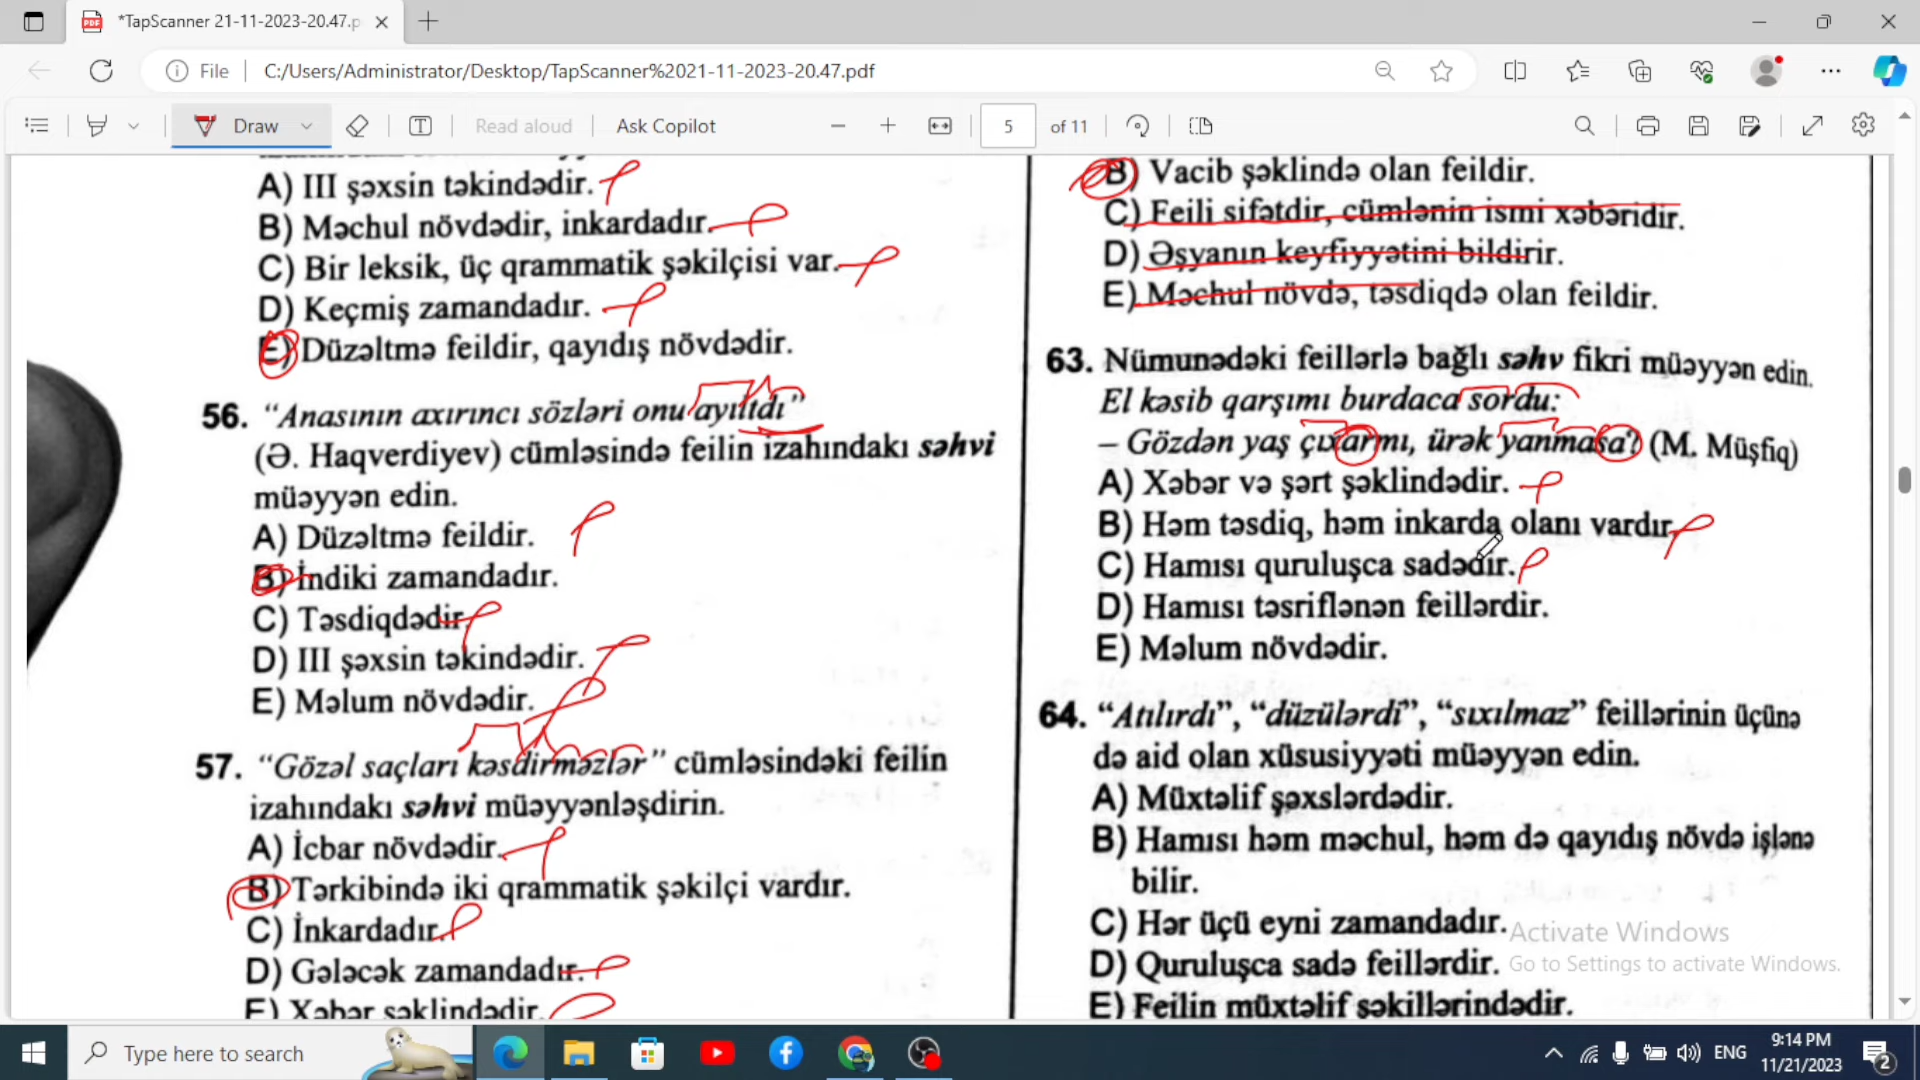 *TapScanner 21-11-2023-20.47.p
File
C:/Users/Administrator/Desktop/TapScanner%2021-11-2023-20.47.pdf
Draw
Read aloud
Ask Copilot
5
of 11
A) III şəxsin təkindədir.
B) Məchul növdədir, inkardadır.
C) Bir leksik, üç qrammatik şəkilçisi var.
D) Keçmiş zamandadır.
E) Düzəltmə feildir, qayıdış növdədir.
56. “Anasının axırıncı sözləri onu ayıltdı”
(Ə. Haqverdiyev) cümləsində feilin izahındakı səhvi
müəyyən edin.
A) Düzəltmə feildir.
B) İndiki zamandadır.
C) Təsdiqdədir.
D) III şəxsin təkindədir.
E) Məlum növdədir.
57. “Gözəl saçları kəsdirməzlər” cümləsindəki feilin
izahındakı səhvi müəyyənləşdirin.
A) İcbar növdədir.
B) Tərkibində iki qrammatik şəkilçi vardır.
C) İnkardadır.
D) Gələcək zamandadır.
E) Xəbər şəklindədir.
B) Vacib şəklində olan feildir.
C) Feili sifətdir, cümlənin ismi xəbəridir.
D) Əşyanın keyfiyyətini bildirir.
E) Məchul növdə, təsdiqdə olan feildir.
63. Nümunədəki feillərlə bağlı səhv fikri müəyyən edin.
El kəsib qarşımı burdaca sordu:
– Gözdən yaş çıxarmı, ürək yanmasa? (M. Müşfiq)
A) Xəbər və şərt şəklindədir.
B) Həm təsdiq, həm inkarda olanı vardır.
C) Hamısı quruluşca sadədir.
D) Hamısı təsriflənən feillərdir.
E) Məlum növdədir.
64. “Atılırdı”, “düzülərdi”, “sıxılmaz” feillərinin üçünə
də aid olan xüsusiyyəti müəyyən edin.
A) Müxtəlif şəxslərdədir.
B) Hamısı həm məchul, həm də qayıdış növdə işlənə
bilir.
C) Hər üçü eyni zamandadır.
D) Quruluşca sadə feillərdir.
E) Feilin müxtəlif şəkillərindədir.
Activate Windows
Go to Settings to activate Windows.
Type here to search
ENG
9:14 PM
11/21/2023
2